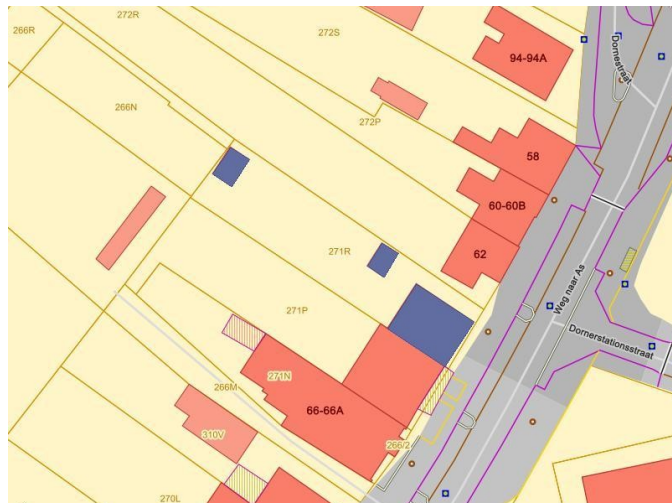 272R
272S
266R
94-94A
Dornestraat
266N
272P
58
60-60B
271R
62
Weg naar As
271P
Dornerstationsstraat
271N
266M
66-66A
310V
266/2
270L